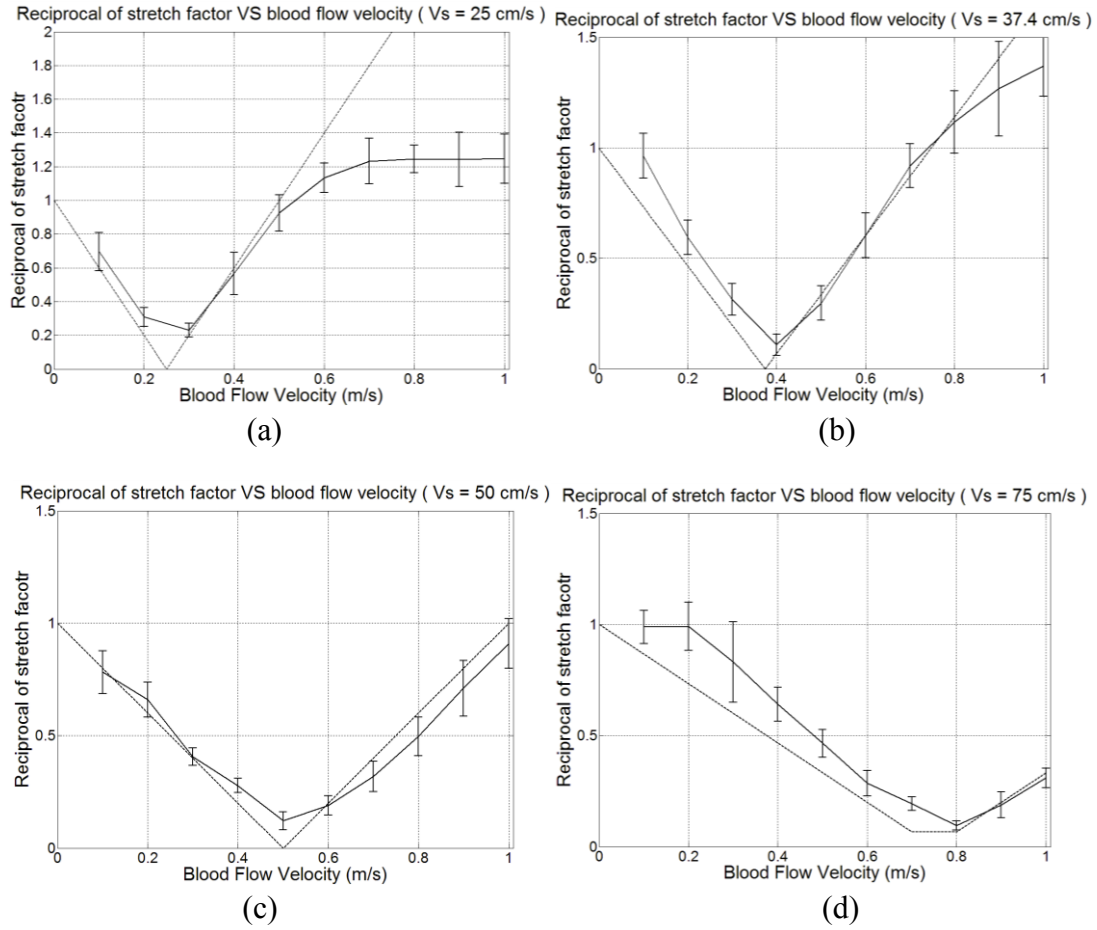 Reciprocal of stretch factor VS blood flow velocity ( Vs = 25 cm/s )
Reciprocal of stretch facotr
2
1.8
1.6
1.4
1.2
1
0.8
0.6
0.4
0.2
0
0 0.2 0.4 0.6 0.8 1
Blood Flow Velocity (m/s)
(a)
Reciprocal of stretch factor VS blood flow velocity ( Vs = 37.4 cm/s )
Reciprocal of stretch facotr
1.5
1
0.5
0
0 0.2 0.4 0.6 0.8 1
Blood Flow Velocity (m/s)
(b)
Reciprocal of stretch factor VS blood flow velocity ( Vs = 50 cm/s )
Reciprocal of stretch facotr
1.5
1
0.5
0
0 0.2 0.4 0.6 0.8 1
Blood Flow Velocity (m/s)
(c)
Reciprocal of stretch factor VS blood flow velocity ( Vs = 75 cm/s )
Reciprocal of stretch facotr
1.5
1
0.5
0
0 0.2 0.4 0.6 0.8 1
Blood Flow Velocity (m/s)
(d)